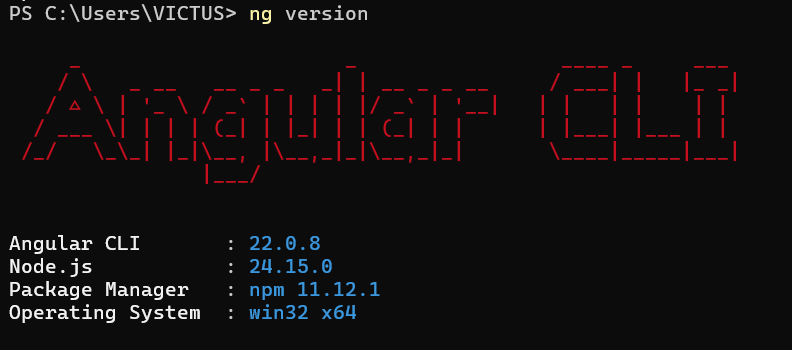 PS C:\Users\VICTUS> ng version
Angular CLI
Angular CLI       : 22.0.8
Node.js           : 24.15.0
Package Manager   : npm 11.12.1
Operating System  : win32 x64